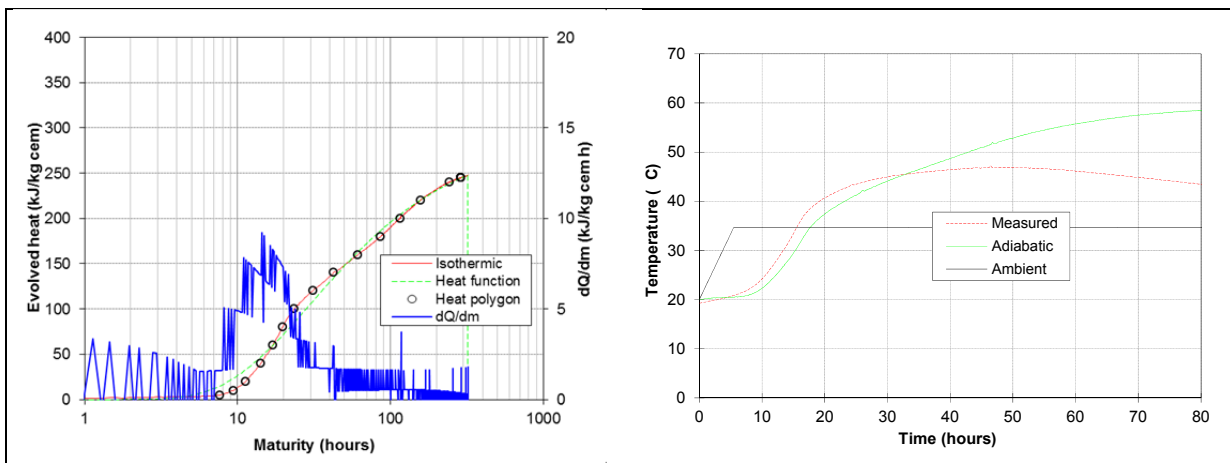 400
350
300
250
200
150
100
50
0
Evolved heat (kJ/kg cem)
20
15
10
5
0
dQ/dm (kJ/kg cem h)
Isothermic
Heat function
Heat polygon
dQ/dm
1 10 100 1000
Maturity (hours)
70
60
50
40
30
20
10
0
Temperature ( C)
Measured
Adiabatic
Ambient
0 10 20 30 40 50 60 70 80
Time (hours)